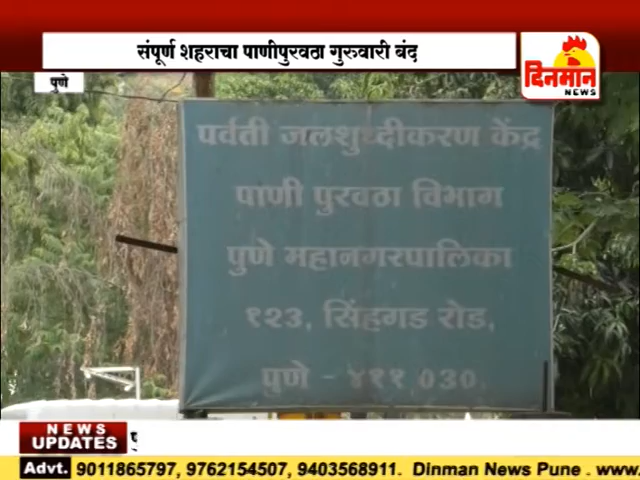 संपूर्ण शहराचा पाणीपुरवठा गुरुवारी बंद
दिनमान
NEWS
पुणे
पर्वती जलशुध्दीकरण केंद्र
पाणी पुरवठा विभाग
पुणे महानगरपालिका
१२३, सिंहगड रोड,
पुणे - ४११ ०३०.
NEWS
UPDATES
Advt. 9011865797, 9762154507, 9403568911. Dinman News Pune . www.